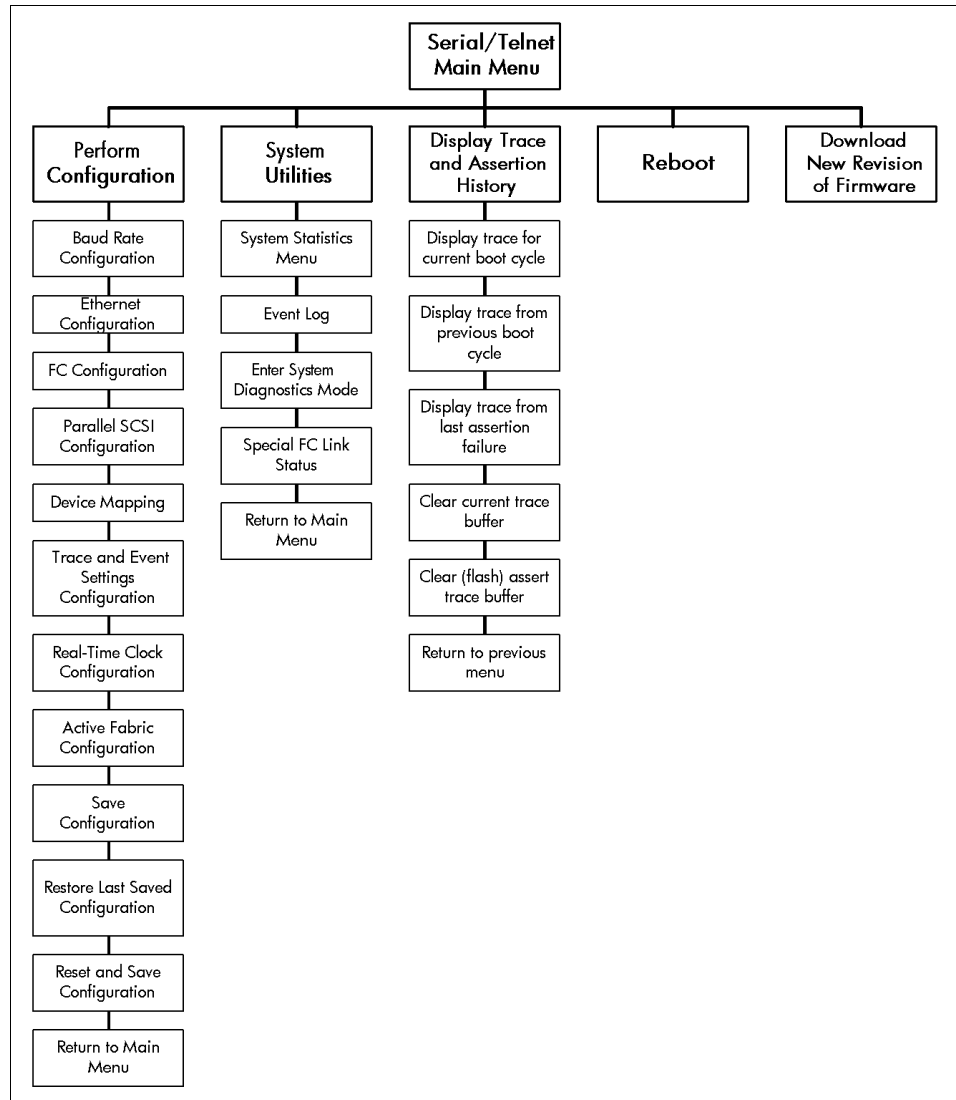 Serial/Telnet
Main Menu
Perform
Configuration
System
Utilities
Display Trace
and Assertion
History
Reboot
Download
New Revision
of Firmware
Baud Rate
Configuration
Ethernet
Configuration
FC Configuration
Parallel SCSI
Configuration
Device Mapping
Trace and Event
Settings
Configuration
Real-Time Clock
Configuration
Active Fabric
Configuration
Save
Configuration
Restore Last Saved
Configuration
Reset and Save
Configuration
Return to Main
Menu
System Statistics
Menu
Event Log
Enter System
Diagnostics Mode
Special FC Link
Status
Return to Main
Menu
Display trace for
current boot cycle
Display trace from
previous boot
cycle
Display trace from
last assertion
failure
Clear current trace
buffer
Clear (flash) assert
trace buffer
Return to previous
menu